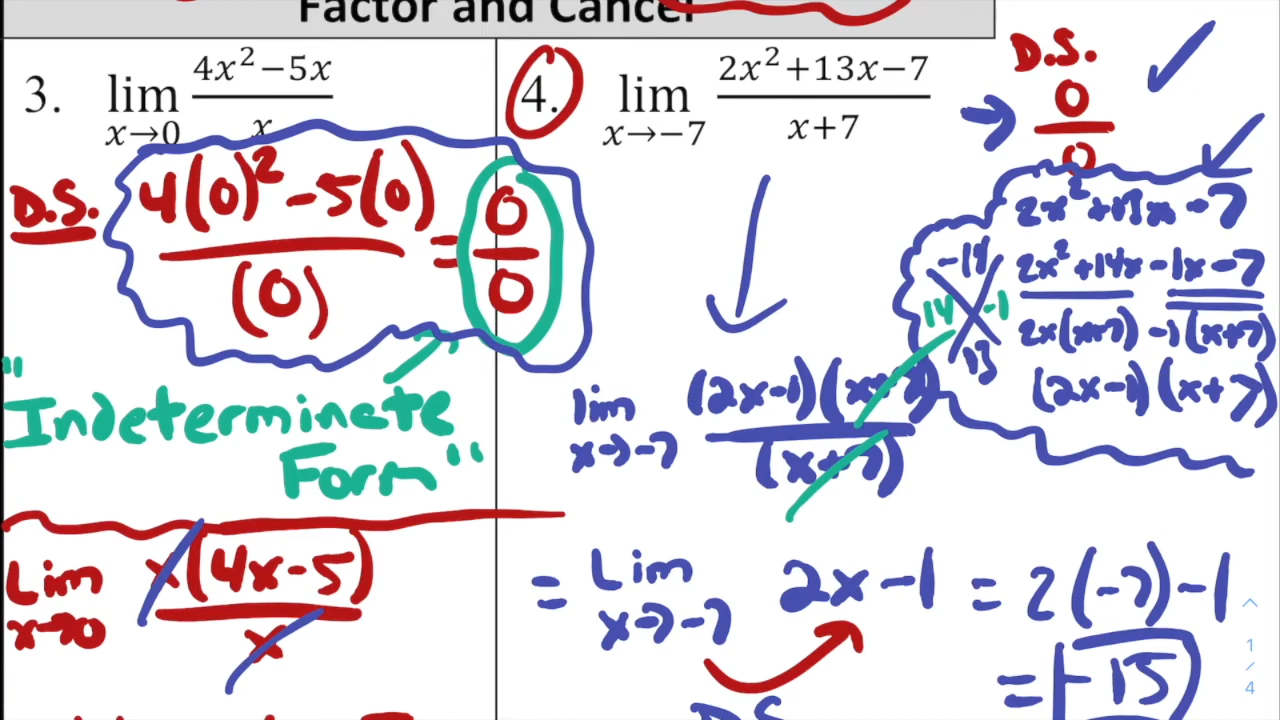 Factor and Cancel
3. lim x→0 (4x²−5x)/x
D.S. (4(0)²−5(0))/(0) = 0/0
"Indeterminate
Form"
Lim x→0 x(4x−5)/x
4. lim x→−7 (2x²+13x−7)/(x+7)
→ D.S. 0/0
2x²+13x−7
−14
14 −1
13
2x²+14x−1x−7
2x(x+7)−1(x+7)
(2x−1)(x+7)
lim x→−7 (2x−1)(x+7)/(x+7)
= Lim x→−7 2x−1 = 2(−7)−1
= −15
D.S.
1/4